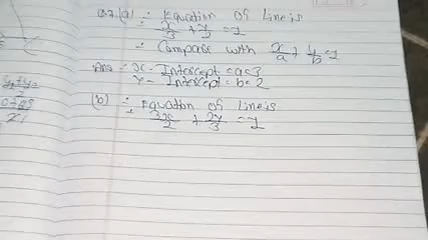 Q.7. (a) ∴ Equation of Line is
x/3 + y/2 = 1
∴ Compare with x/a + y/b = 1
Ans = X - Intercept = a = 3
Y - Intercept = b = 2
(b) ∴ Equation of Line is
∴ 3x/2 + 2y/3 = 1